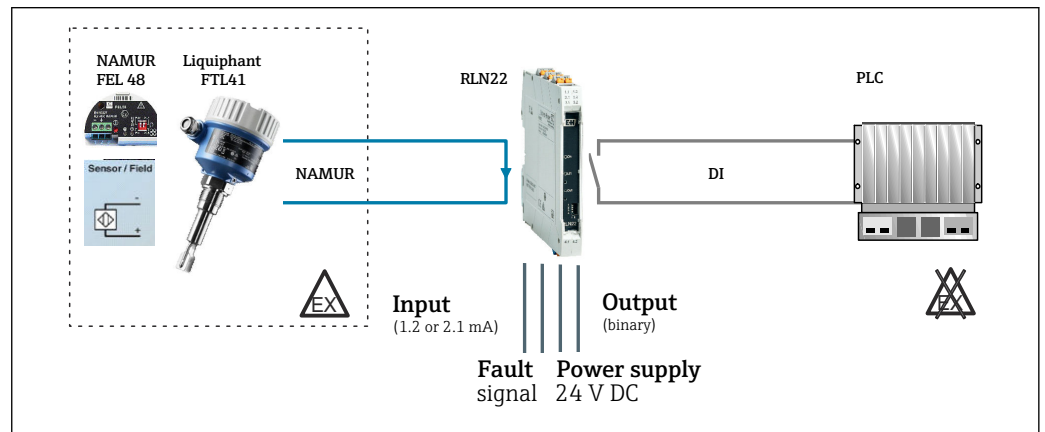 NAMUR
FEL 48
Liquiphant
FTL41
RLN22
PLC
Sensor / Field
-
+
NAMUR
DI
EX
Input
(1.2 or 2.1 mA)
Output
(binary)
EX
Fault
signal
Power supply
24 V DC